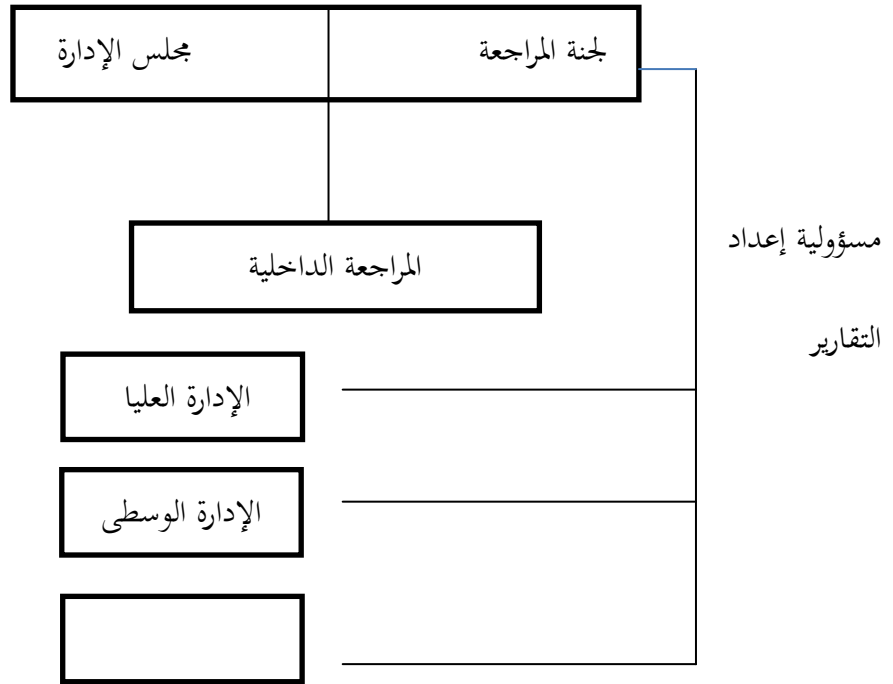 لجنة المراجعة
مجلس الإدارة
مسؤولية إعداد
التقارير
المراجعة الداخلية
الإدارة العليا
الإدارة الوسطى